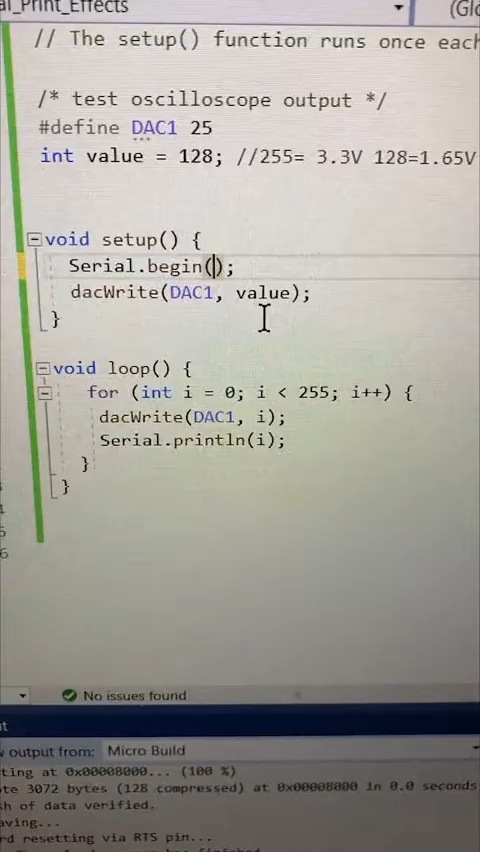 al_Print_Effects
(Glo
// The setup() function runs once each
/* test oscilloscope output */
#define DAC1 25
int value = 128; //255= 3.3V 128=1.65V
void setup() {
Serial.begin();
dacWrite(DAC1, value);
}
void loop() {
for (int i = 0; i < 255; i++) {
dacWrite(DAC1, i);
Serial.println(i);
}
}
No issues found
output from: Micro Build
ting at 0x00008000... (100 %)
te 3072 bytes (128 compressed) at 0x00008000 in 0.0 seconds
sh of data verified.
aving...
rd resetting via RTS pin...